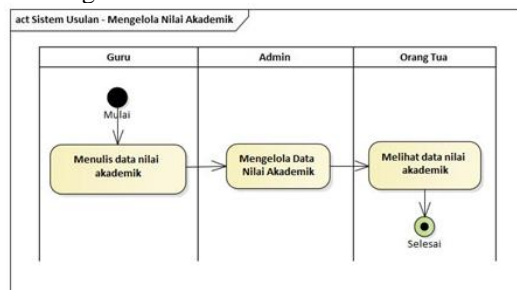 act Sistem Usulan - Mengelola Nilai Akademik
Guru
Admin
Orang Tua
Mulai
Menulis data nilai
akademik
Mengelola Data
Nilai Akademik
Melihat data nilai
akademik
Selesai